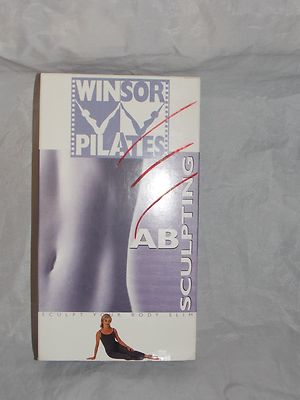 WINSOR
PILATES
AB
SCULPTING
SCULPT YOUR BODY SLIM